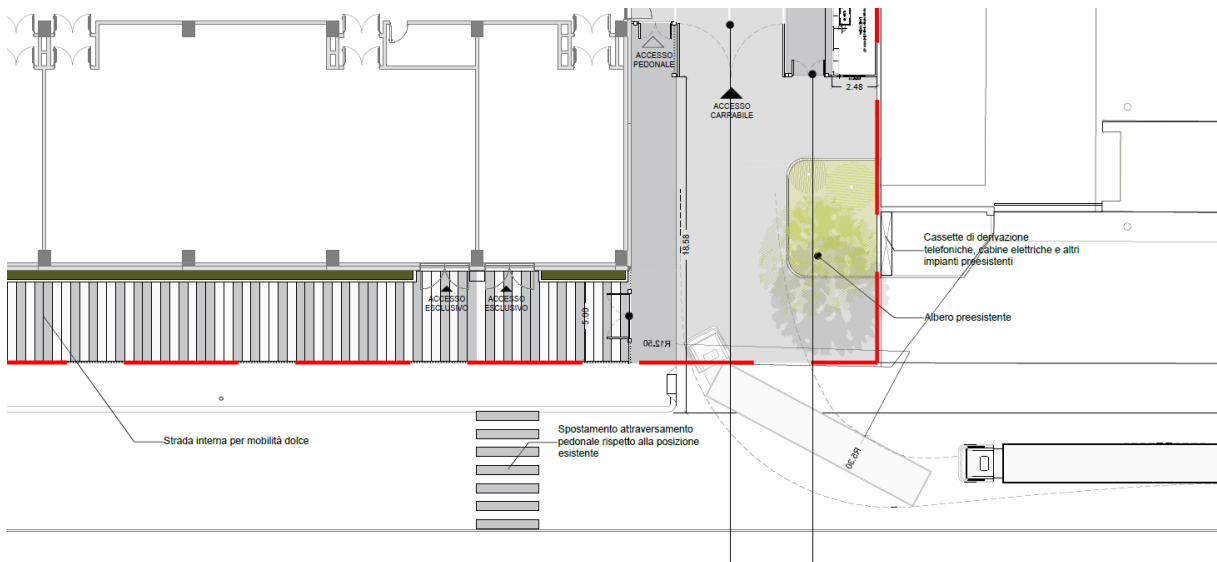 ACCESSO
PEDONALE
ACCESSO
CARRABILE
2.48
18.58
Cassette di derivazione
telefoniche, cabine elettriche e altri
impianti preesistenti
Albero preesistente
ACCESSO
ESCLUSIVO
ACCESSO
ESCLUSIVO
5.00
R12.50
Strada interna per mobilità dolce
Spostamento attraversamento
pedonale rispetto alla posizione
esistente
R5.30